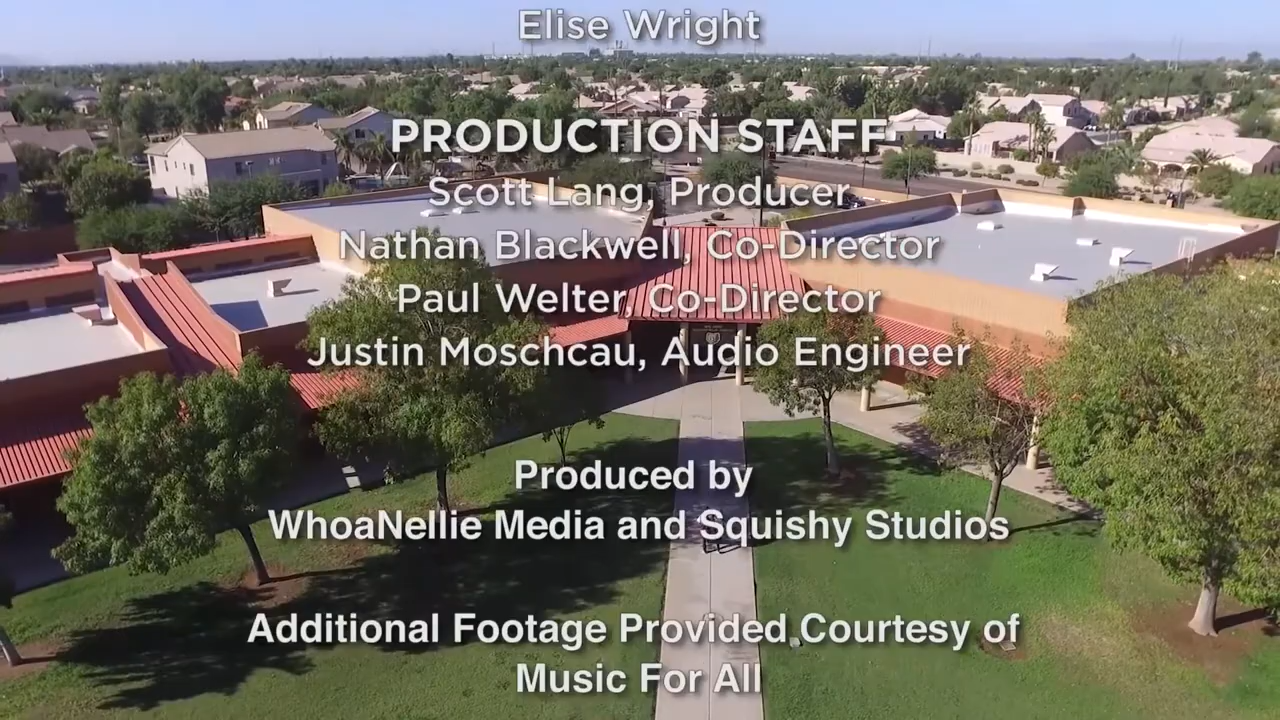 Elise Wright
PRODUCTION STAFF
Scott Lang, Producer
Nathan Blackwell, Co-Director
Paul Welter, Co-Director
Justin Moschcau, Audio Engineer
Produced by
WhoaNellie Media and Squishy Studios
Additional Footage Provided Courtesy of
Music For All